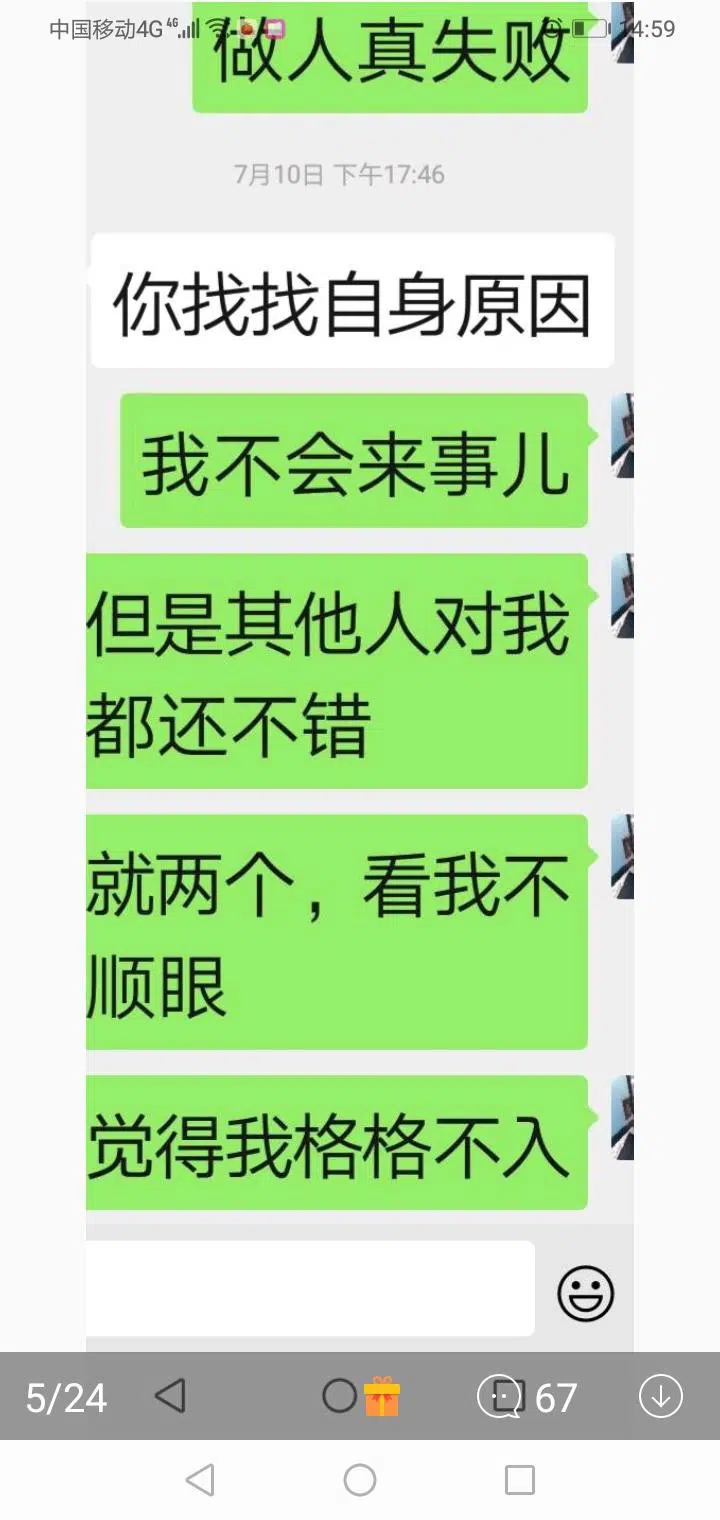 中国移动4G 46 14:59
做人真失败
7月10日 下午17:46
你找找自身原因
我不会来事儿
但是其他人对我
都还不错
就两个，看我不
顺眼
觉得我格格不入
5/24 67